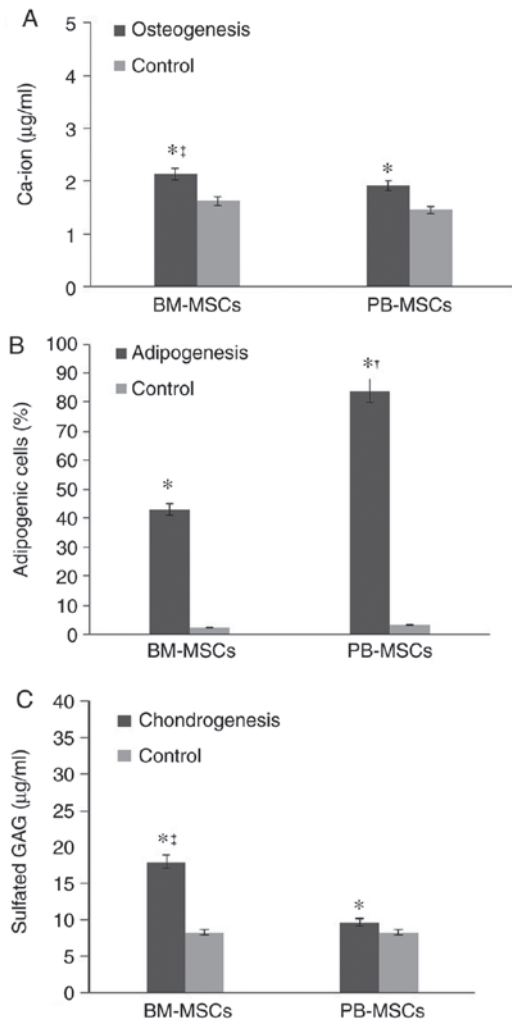 A
Osteogenesis
Control
Ca-ion (μg/ml)
5
4
3
2
1
0
*‡
*
BM-MSCs PB-MSCs
B
Adipogenesis
Control
Adipogenic cells (%)
100
90
80
70
60
50
40
30
20
10
0
*
*†
BM-MSCs PB-MSCs
C
Chondrogenesis
Control
Sulfated GAG (μg/ml)
40
35
30
25
20
15
10
5
0
*‡
*
BM-MSCs PB-MSCs